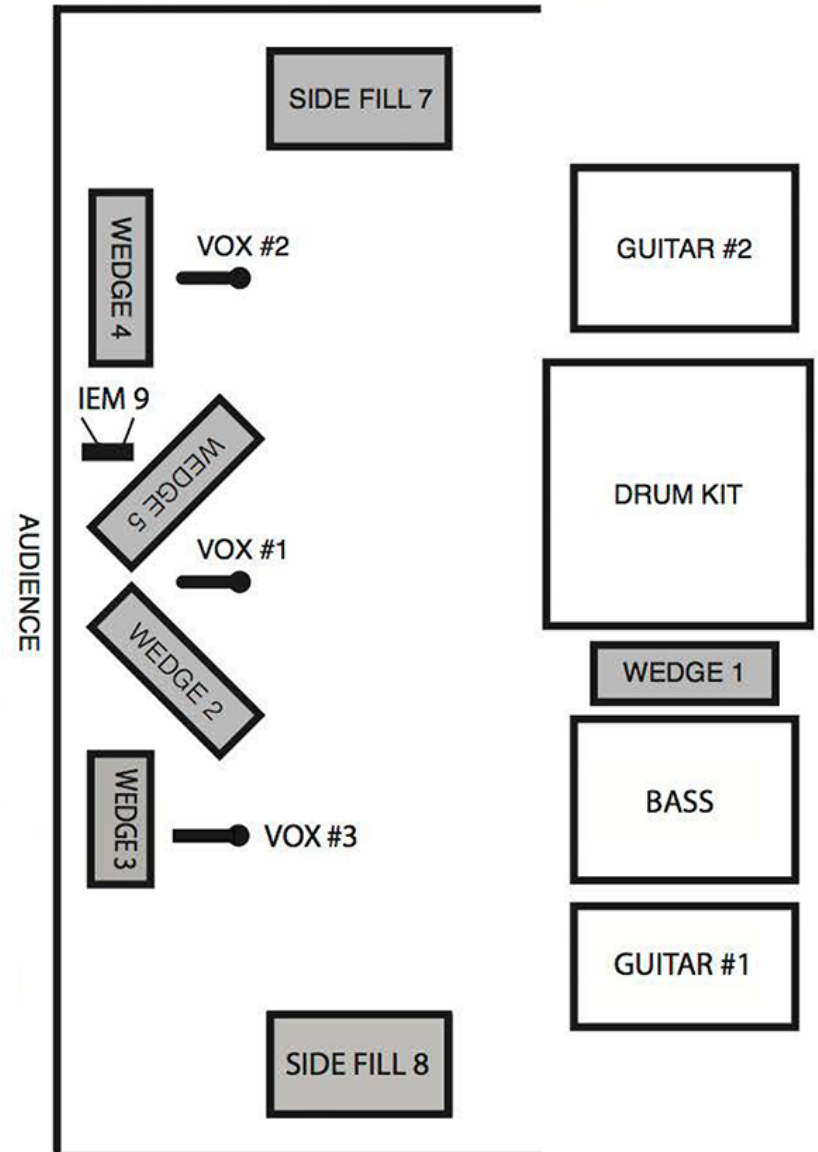 SIDE FILL 7
GUITAR #2
VOX #2
WEDGE 4
IEM 9
WEDGE 5
DRUM KIT
AUDIENCE
VOX #1
WEDGE 2
WEDGE 1
WEDGE 3
VOX #3
BASS
GUITAR #1
SIDE FILL 8